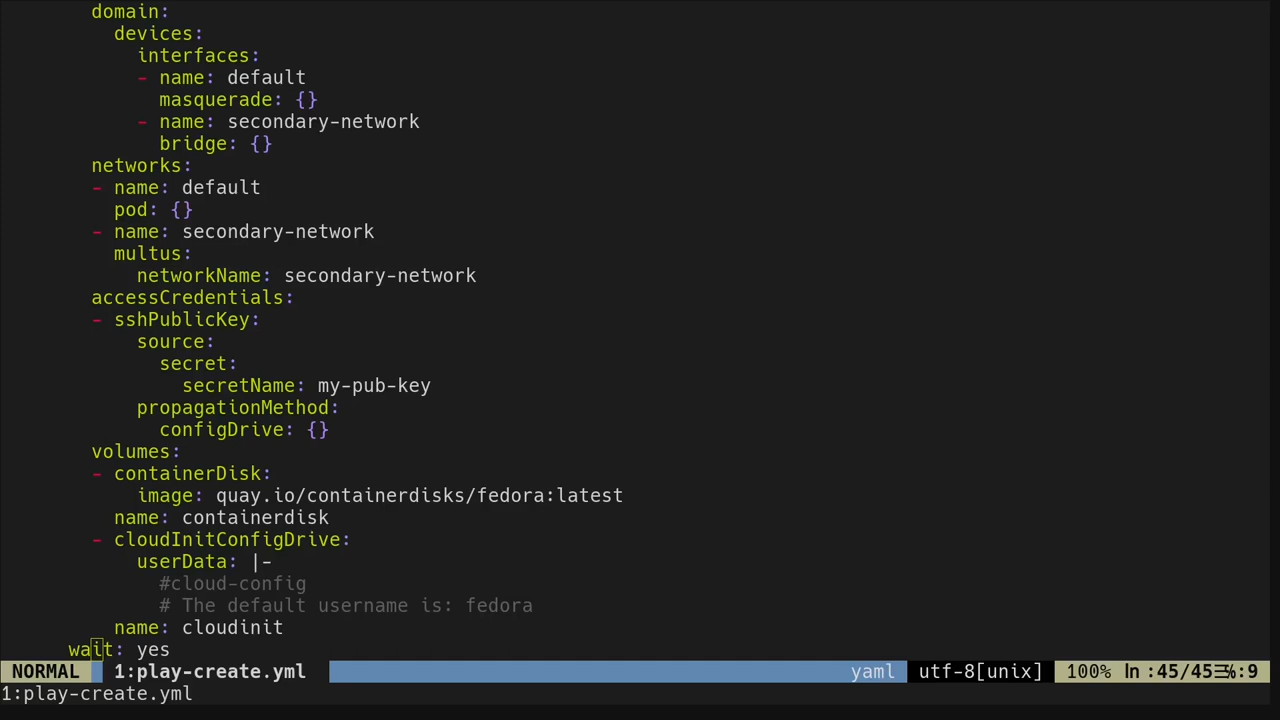 domain:
devices:
interfaces:
- name: default
masquerade: {}
- name: secondary-network
bridge: {}
networks:
- name: default
pod: {}
- name: secondary-network
multus:
networkName: secondary-network
accessCredentials:
- sshPublicKey:
source:
secret:
secretName: my-pub-key
propagationMethod:
configDrive: {}
volumes:
- containerDisk:
image: quay.io/containerdisks/fedora:latest
name: containerdisk
- cloudInitConfigDrive:
userData: |-
#cloud-config
# The default username is: fedora
name: cloudinit
wait: yes
NORMAL 1:play-create.yml yaml utf-8[unix] 100% ln :45/45☰%:9
1:play-create.yml